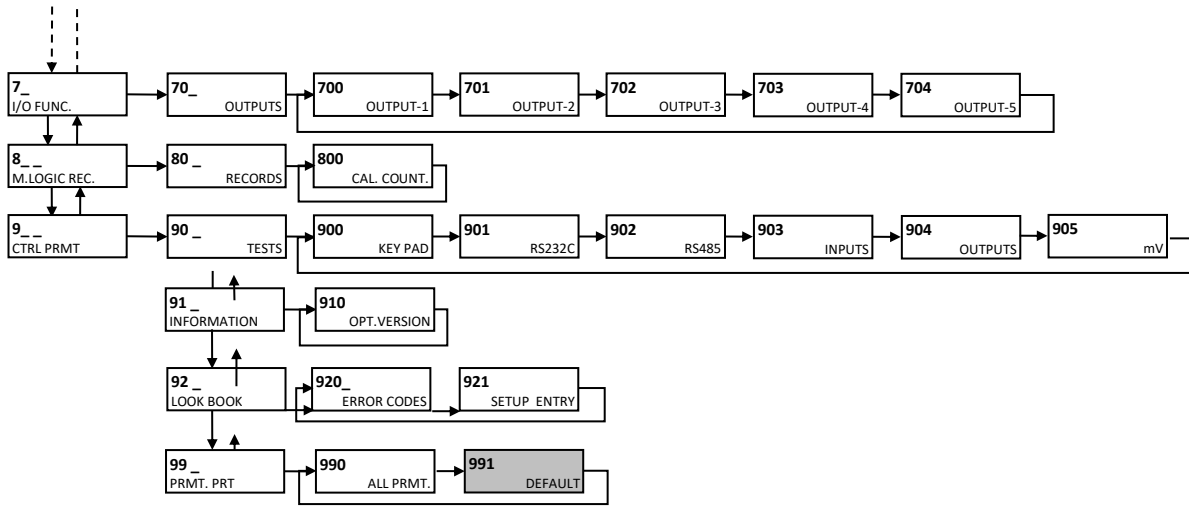 7_
I/O FUNC.
70_
OUTPUTS
700
OUTPUT-1
701
OUTPUT-2
702
OUTPUT-3
703
OUTPUT-4
704
OUTPUT-5
8_ _
M.LOGIC REC.
80 _
RECORDS
800
CAL. COUNT.
9_ _
CTRL PRMT
90 _
TESTS
900
KEY PAD
901
RS232C
902
RS485
903
INPUTS
904
OUTPUTS
905
mV
91 _
INFORMATION
910
OPT.VERSION
92 _
LOOK BOOK
920_
ERROR CODES
921
SETUP ENTRY
99 _
PRMT. PRT
990
ALL PRMT.
991
DEFAULT